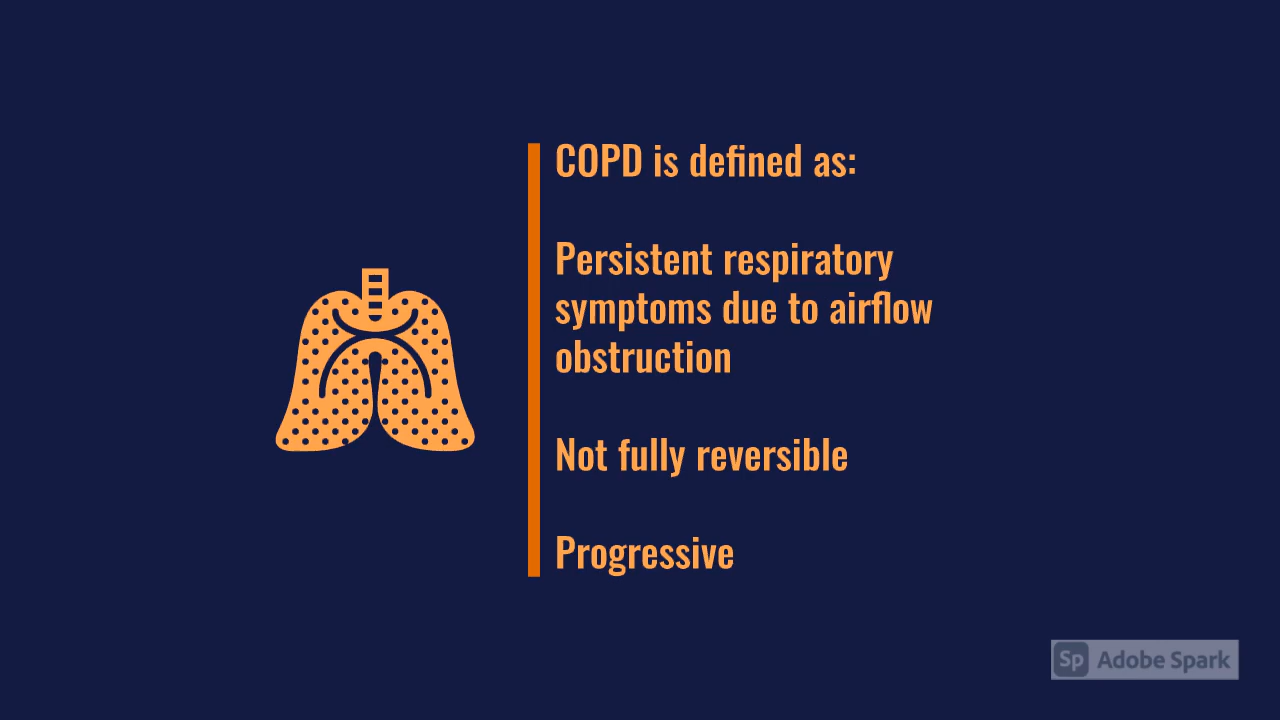 COPD is defined as:
Persistent respiratory
symptoms due to airflow
obstruction
Not fully reversible
Progressive
Sp Adobe Spark